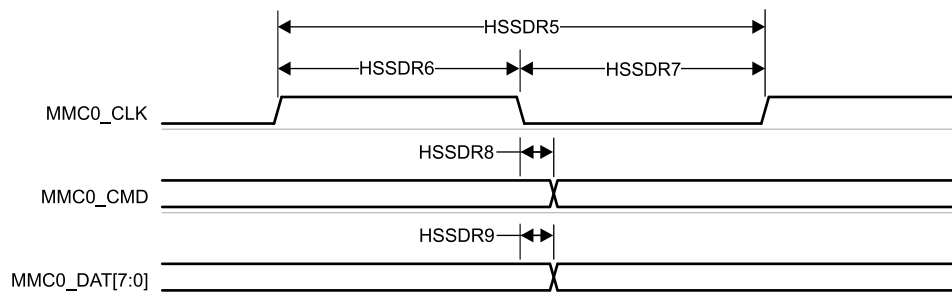 HSSDR5
HSSDR6
HSSDR7
MMC0_CLK
HSSDR8
MMC0_CMD
HSSDR9
MMC0_DAT[7:0]